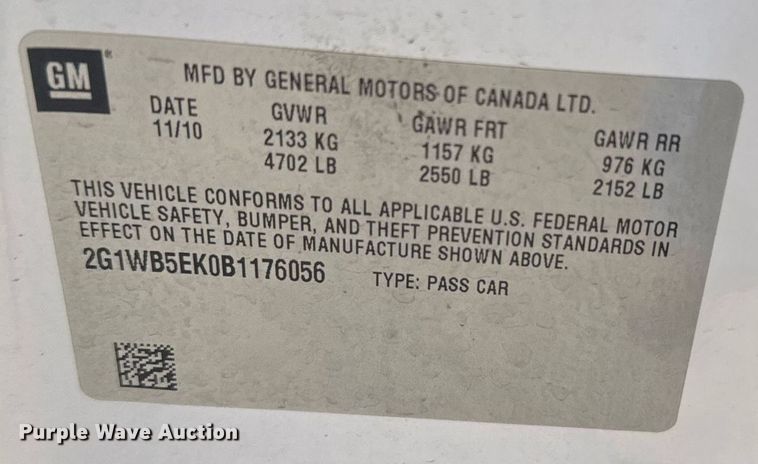 GM
MFD BY GENERAL MOTORS OF CANADA LTD.
DATE GVWR GAWR FRT GAWR RR
11/10 2133 KG 1157 KG 976 KG
4702 LB 2550 LB 2152 LB
THIS VEHICLE CONFORMS TO ALL APPLICABLE U.S. FEDERAL MOTOR
VEHICLE SAFETY, BUMPER, AND THEFT PREVENTION STANDARDS IN
EFFECT ON THE DATE OF MANUFACTURE SHOWN ABOVE.
2G1WB5EK0B1176056 TYPE: PASS CAR
Purple Wave Auction